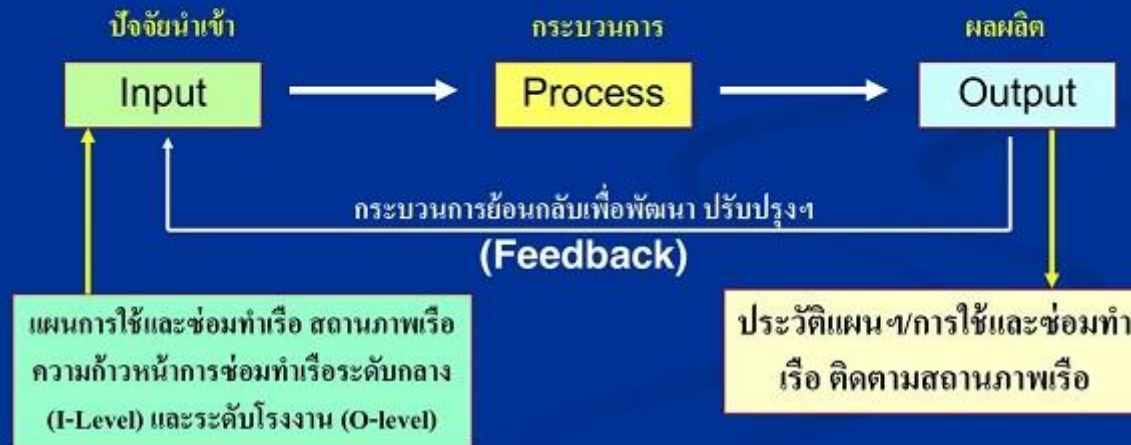 ปัจจัยนำเข้า
กระบวนการ
ผลผลิต
Input
Process
Output
กระบวนการย้อนกลับเพื่อพัฒนา ปรับปรุงฯ
(Feedback)
แผนการใช้และซ่อมทำเรือ สถานภาพเรือ
ความก้าวหน้าการซ่อมทำเรือระดับกลาง
(I-Level) และระดับโรงงาน (O-level)
ประวัติแผนฯ/การใช้และซ่อมทำ
เรือ ติดตามสถานภาพเรือ